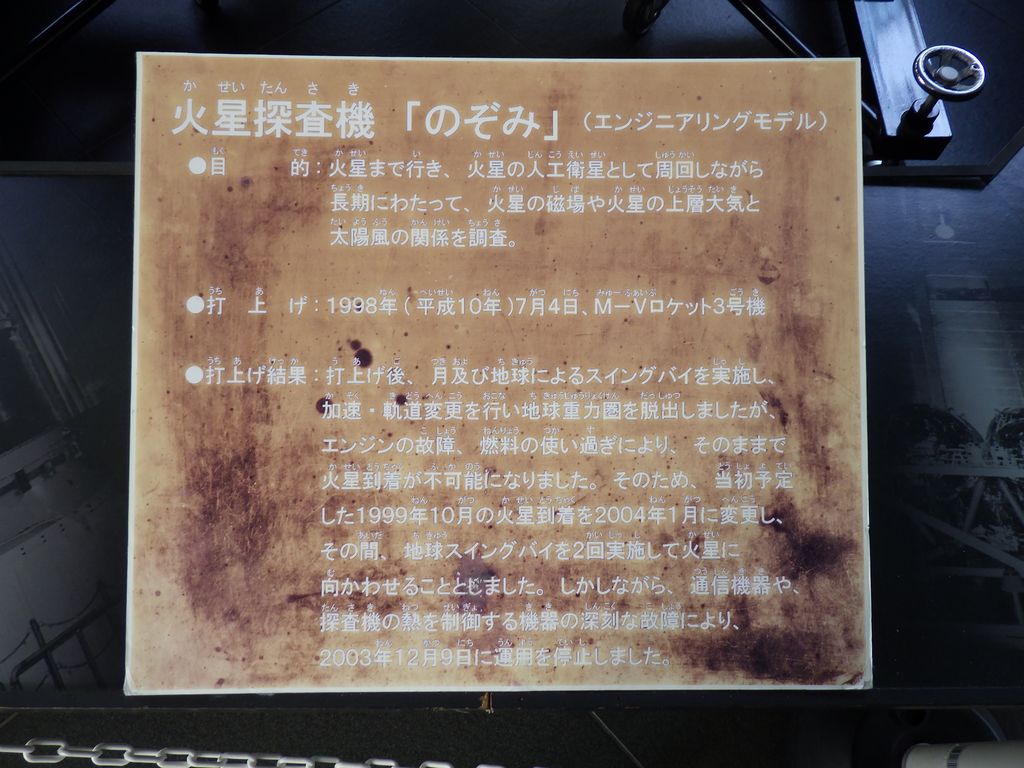 火星探査機「のぞみ」(エンジニアリングモデル)
●目　的：火星まで行き、火星の人工衛星として周回しながら
長期にわたって、火星の磁場や火星の上層大気と
太陽風の関係を調査。
●打　上　げ：1998年(平成10年)7月4日、M－Vロケット3号機
●打上げ結果：打上げ後、月及び地球によるスイングバイを実施し、
加速・軌道変更を行い地球重力圏を脱出しましたが、
エンジンの故障、燃料の使い過ぎにより、そのままで
火星到着が不可能になりました。そのため、当初予定
した1999年10月の火星到着を2004年1月に変更し、
その間、地球スイングバイを2回実施して火星に
向かわせることとしました。しかしながら、通信機器や、
探査機の熱を制御する機器の深刻な故障により、
2003年12月9日に運用を停止しました。